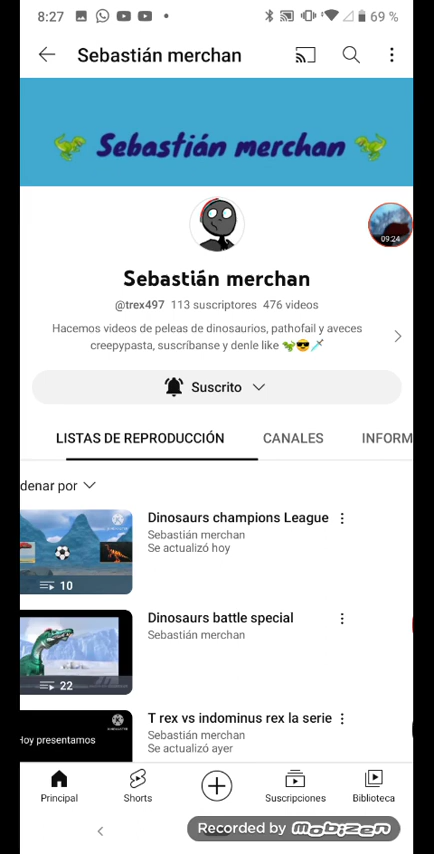 8:27
69 %
Sebastián merchan
Sebastián merchan
09:24
Sebastián merchan
@trex497 113 suscriptores 476 videos
Hacemos videos de peleas de dinosaurios, pathofail y aveces
creepypasta, suscríbanse y denle like
Suscrito
LISTAS DE REPRODUCCIÓN CANALES INFORM
denar por
Dinosaurs champions League
Sebastián merchan
Se actualizó hoy
10
Dinosaurs battle special
Sebastián merchan
22
T rex vs indominus rex la serie
Sebastián merchan
Se actualizó ayer
Hoy presentamos
Principal Shorts Suscripciones Biblioteca
Recorded by mobizen